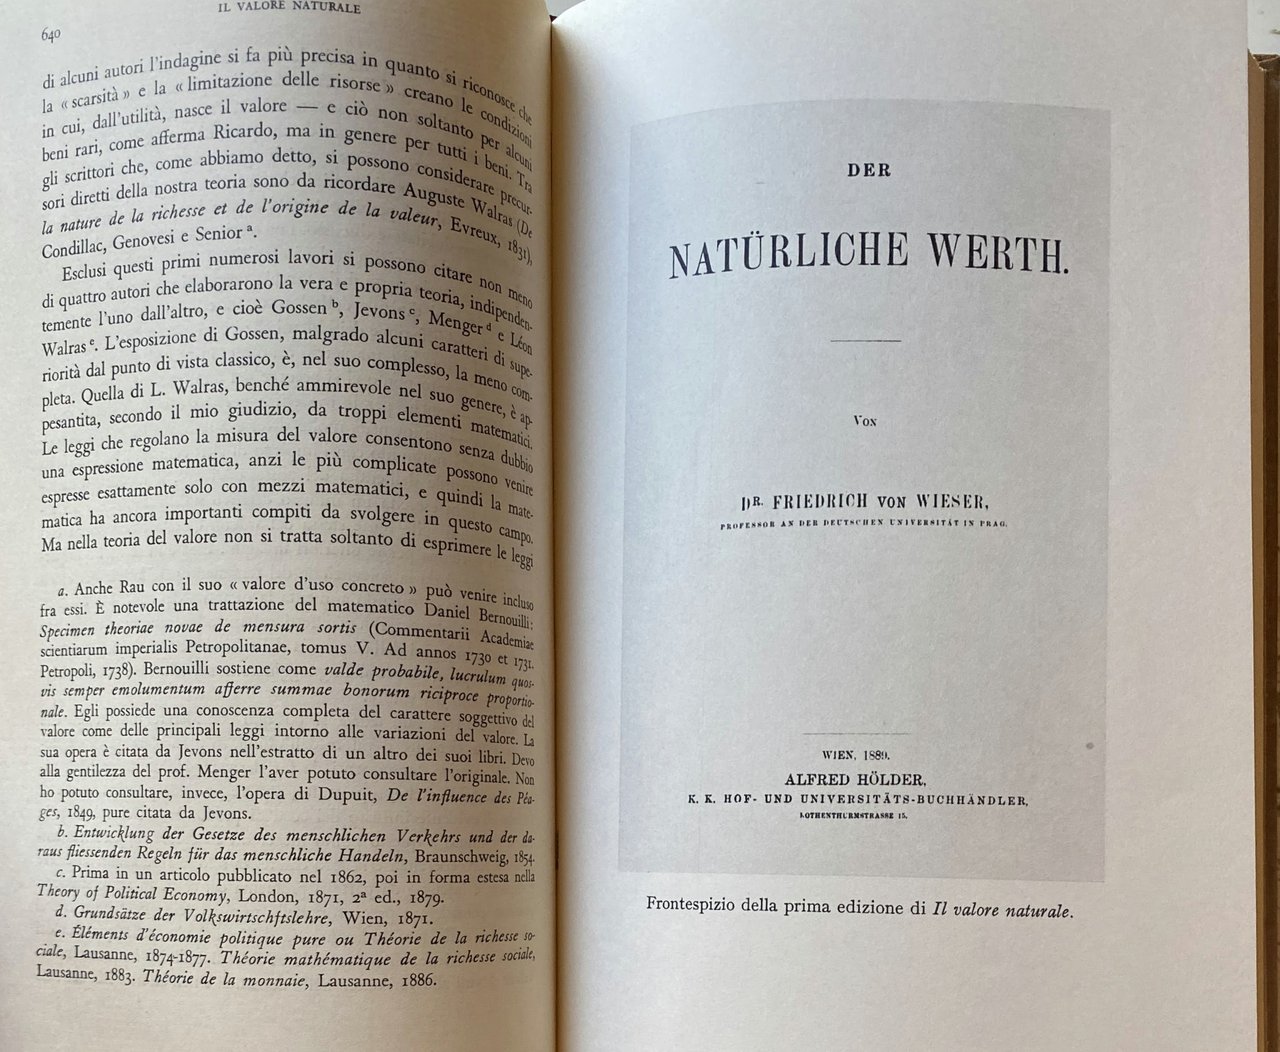 640
IL VALORE NATURALE
di alcuni autori l'indagine si fa più precisa in quanto si riconosce che
la « scarsità » e la « limitazione delle risorse » creano le condizioni
in cui, dall'utilità, nasce il valore — e ciò non soltanto per alcuni
beni rari, come afferma Ricardo, ma in genere per tutti i beni. Tra
gli scrittori che, come abbiamo detto, si possono considerare precur-
sori diretti della nostra teoria sono da ricordare Auguste Walras (De
la nature de la richesse et de l'origine de la valeur, Evreux, 1831),
Condillac, Genovesi e Senior a.
Esclusi questi primi numerosi lavori si possono citare non meno
di quattro autori che elaborarono la vera e propria teoria, indipenden-
temente l'uno dall'altro, e cioè Gossen b, Jevons c, Menger d e Léon
Walras e. L'esposizione di Gossen, malgrado alcuni caratteri di supe-
riorità dal punto di vista classico, è, nel suo complesso, la meno com-
pleta. Quella di L. Walras, benché ammirevole nel suo genere, è ap-
pesantita, secondo il mio giudizio, da troppi elementi matematici.
Le leggi che regolano la misura del valore consentono senza dubbio
una espressione matematica, anzi le più complicate possono venire
espresse esattamente solo con mezzi matematici, e quindi la mate-
matica ha ancora importanti compiti da svolgere in questo campo.
Ma nella teoria del valore non si tratta soltanto di esprimere le leggi
a. Anche Rau con il suo « valore d'uso concreto » può venire incluso
fra essi. È notevole una trattazione del matematico Daniel Bernouilli:
Specimen theoriae novae de mensura sortis (Commentarii Academiae
scientiarum imperialis Petropolitanae, tomus V. Ad annos 1730 et 1731.
Petropoli, 1738). Bernouilli sostiene come valde probabile, lucrulum quos-
vis semper emolumentum afferre summae bonorum riciproce proportio-
nale. Egli possiede una conoscenza completa del carattere soggettivo del
valore come delle principali leggi intorno alle variazioni del valore. La
sua opera è citata da Jevons nell'estratto di un altro dei suoi libri. Devo
alla gentilezza del prof. Menger l'aver potuto consultare l'originale. Non
ho potuto consultare, invece, l'opera di Dupuit, De l'influence des Péa-
ges, 1849, pure citata da Jevons.
b. Entwicklung der Gesetze des menschlichen Verkehrs und der da-
raus fliessenden Regeln für das menschliche Handeln, Braunschweig, 1854.
c. Prima in un articolo pubblicato nel 1862, poi in forma estesa nella
Theory of Political Economy, London, 1871, 2ª ed., 1879.
d. Grundsätze der Volkswirtschftslehre, Wien, 1871.
e. Éléments d'économie politique pure ou Théorie de la richesse so-
ciale, Lausanne, 1874-1877. Théorie mathématique de la richesse sociale,
Lausanne, 1883. Théorie de la monnaie, Lausanne, 1886.
DER
NATÜRLICHE WERTH.
Von
DR. FRIEDRICH VON WIESER,
PROFESSOR AN DER DEUTSCHEN UNIVERSITÄT IN PRAG.
WIEN, 1889.
ALFRED HÖLDER,
K. K. HOF- UND UNIVERSITÄTS-BUCHHÄNDLER,
ROTHENTHURMSTRASSE 15.
Frontespizio della prima edizione di Il valore naturale.